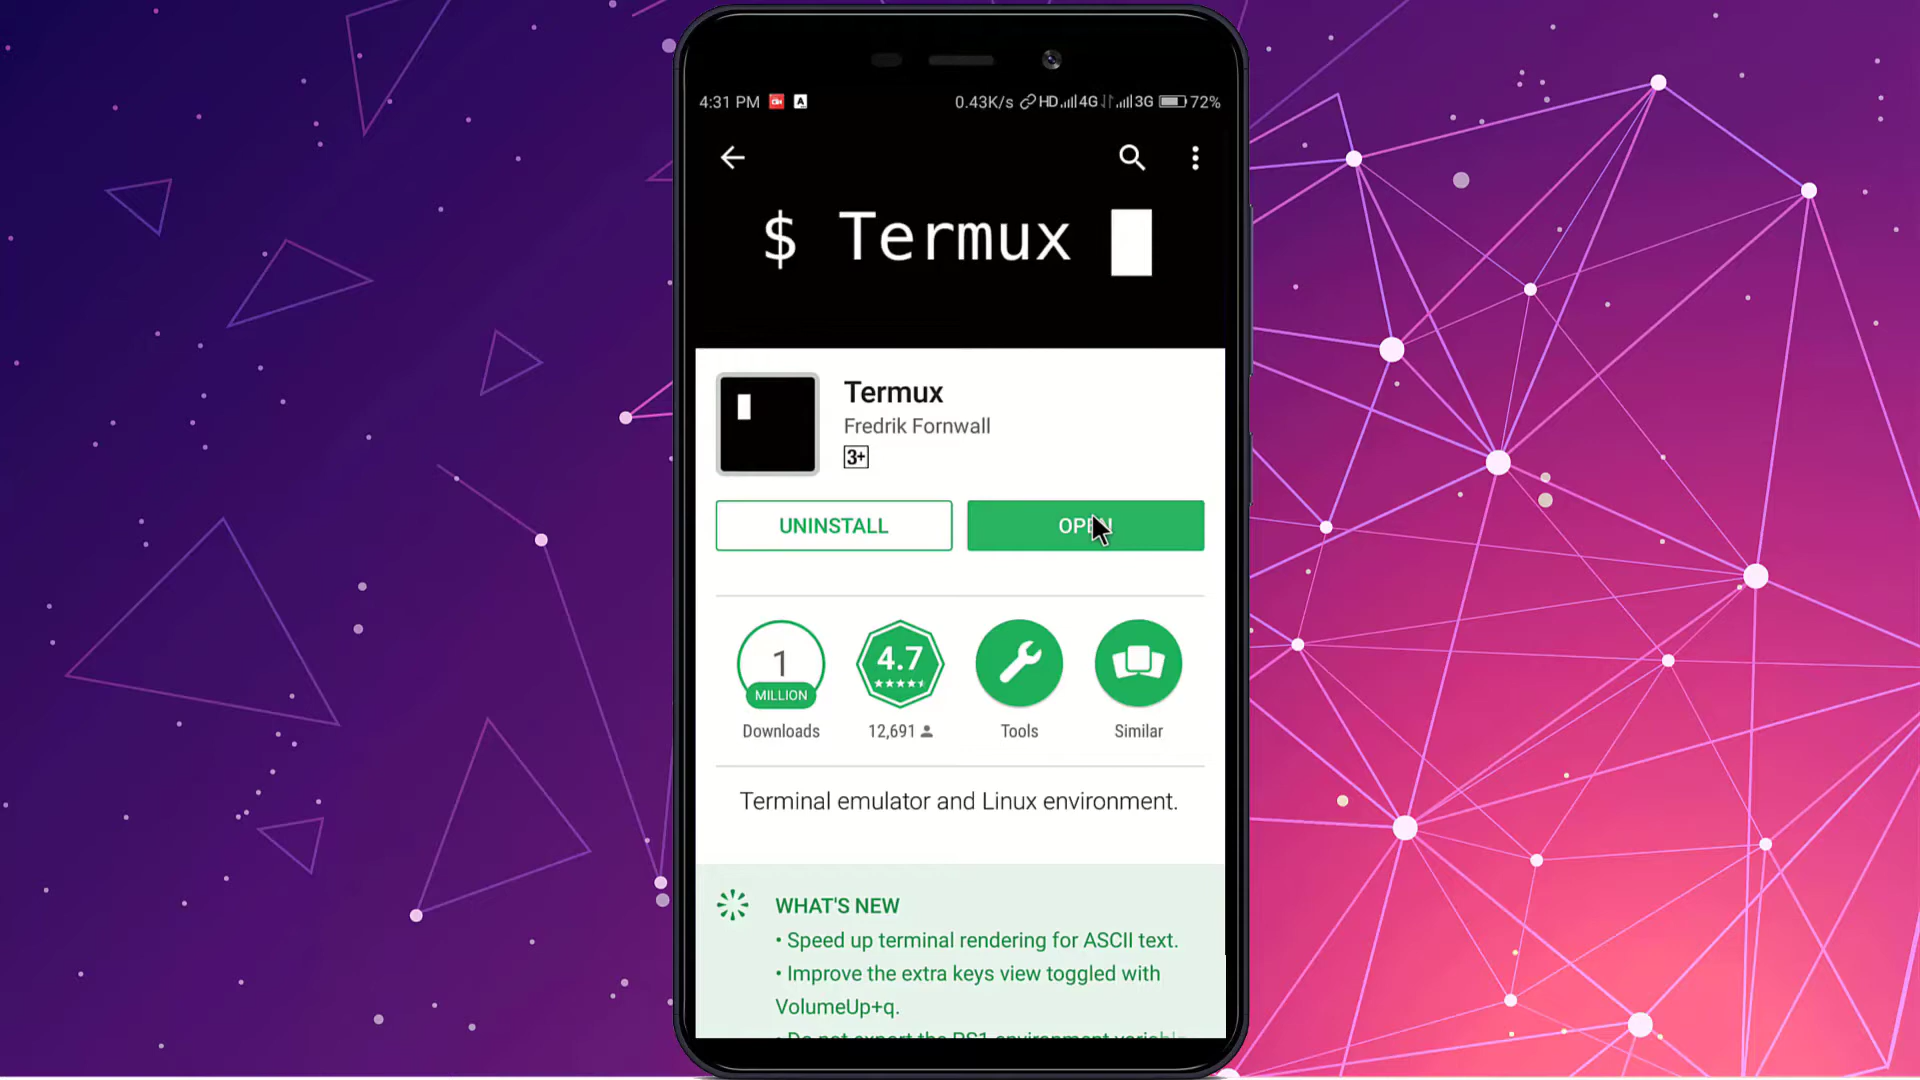 4:31 PM A 0.43K/s HD 4G 3G 72%
$ Termux
Termux
Fredrik Fornwall
3+
UNINSTALL OPEN
1 MILLION 4.7
Downloads 12,691 Tools Similar
Terminal emulator and Linux environment.
WHAT'S NEW
• Speed up terminal rendering for ASCII text.
• Improve the extra keys view toggled with
VolumeUp+q.
• Do not export the PS1 environment variable